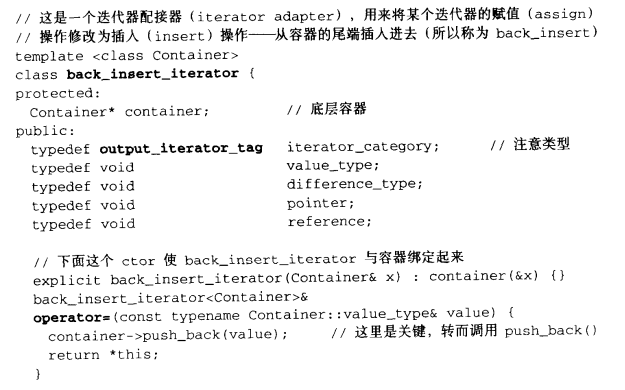 // 这是一个迭代器配接器(iterator adapter)，用来将某个迭代器的赋值(assign)
// 操作修改为插入(insert)操作——从容器的尾端插入进去(所以称为 back_insert)
template <class Container>
class back_insert_iterator {
protected:
  Container* container;          // 底层容器
public:
  typedef output_iterator_tag   iterator_category;      // 注意类型
  typedef void                  value_type;
  typedef void                  difference_type;
  typedef void                  pointer;
  typedef void                  reference;
  // 下面这个 ctor 使 back_insert_iterator 与容器绑定起来
  explicit back_insert_iterator(Container& x) : container(&x) {}
  back_insert_iterator<Container>&
  operator=(const typename Container::value_type& value) {
    container->push_back(value);     // 这里是关键，转而调用 push_back()
    return *this;
  }